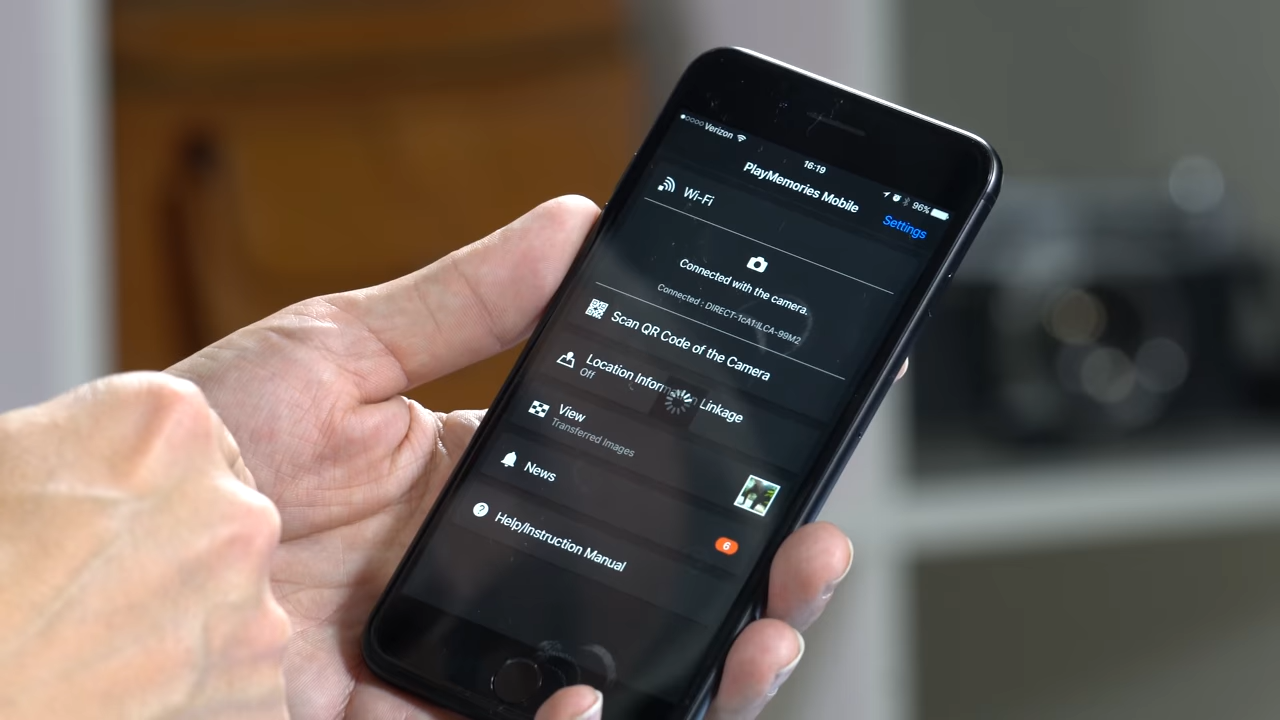 Verizon
16:19
96%
PlayMemories Mobile
Settings
Wi-Fi
Connected with the camera.
Connected : DIRECT-1cA1:ILCA-99M2
Scan QR Code of the Camera
Location Information Linkage
Off
View
Transferred Images
News
6
Help/Instruction Manual